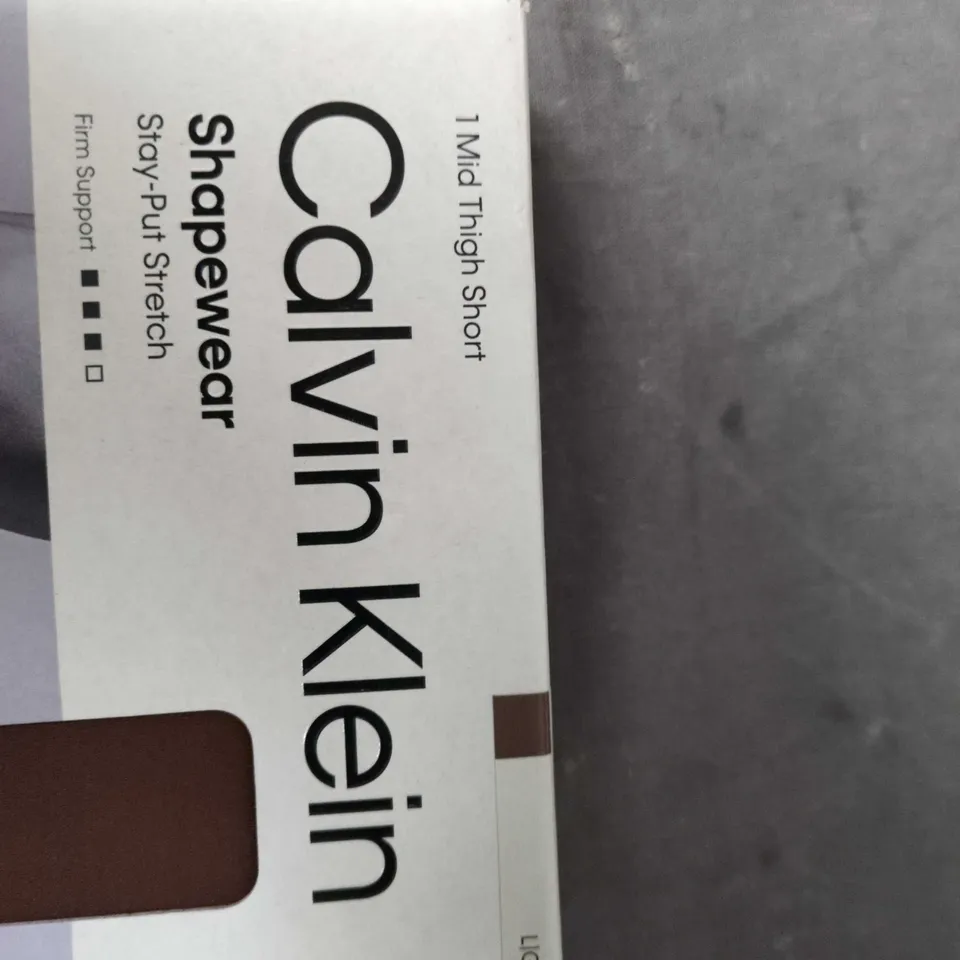 1 Mid Thigh Short
Calvin Klein
Shapewear
Stay-Put Stretch
Firm Support